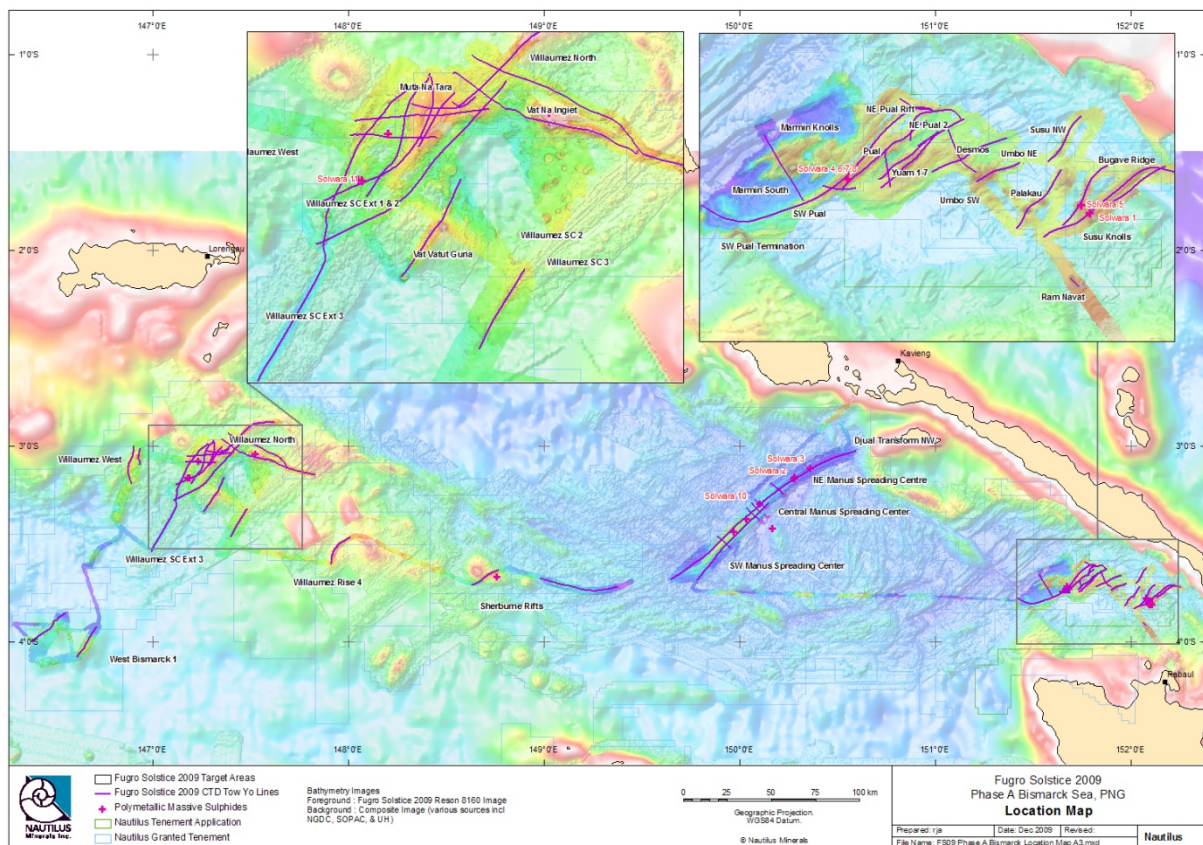 147°0'E
148°0'E
149°0'E
150°0'E
151°0'E
152°0'E
1°0'S
1°0'S
2°0'S
2°0'S
3°0'S
3°0'S
4°0'S
4°0'S
Willaumez North
Muta Na Tara
Vat Na Ingiet
llaumez West
Solwara 11
Willaumez SC Ext 1 & 2
Willaumez SC 2
Vat Vatut Guria
Willaumez SC 3
Willaumez SC Ext 3
NE Pual Rift
Marmin Knolls
NE Pual 2
Susu NW
Pual
Desmos
Umbo NE
Bugave Ridge
Solwara 4,6,7,8
Yuam 1-7
Marmin South
Palakau
Umbo SW
Solwara 5
SW Pual
Solwara 1
Susu Knolls
SW Pual Termination
Ram Navat
Lorengau
Kavieng
Willaumez North
Willaumez West
Djual Transform NW
Solwara 3
Solwara 2
NE Manus Spreading Centre
Solwara 10
Central Manus Spreading Center
Willaumez SC Ext 3
SW Manus Spreading Center
Willaumez Rise 4
Sherburne Rifts
West Bismarck 1
Rabaul
147°0'E
148°0'E
149°0'E
150°0'E
151°0'E
152°0'E
NAUTILUS
Minerals Inc.
Fugro Solstice 2009 Target Areas
Fugro Solstice 2009 CTD Tow Yo Lines
Polymetallic Massive Sulphides
Nautilus Tenement Application
Nautilus Granted Tenement
Bathymetry Images
Foreground : Fugro Solstice 2009 Reson 8160 Image
Background : Composite Image (various sources incl
NGDC, SOPAC, & UH)
0 25 50 100 km
Geographic Projection.
WGS84 Datum.
© Nautilus Minerals
Fugro Solstice 2009
Phase A Bismarck Sea, PNG
Location Map
Prepared: rja Date: Dec 2009 Revised:
Nautilus
File Name: FS09 Phase A Bismarck Location Map A3.mxd